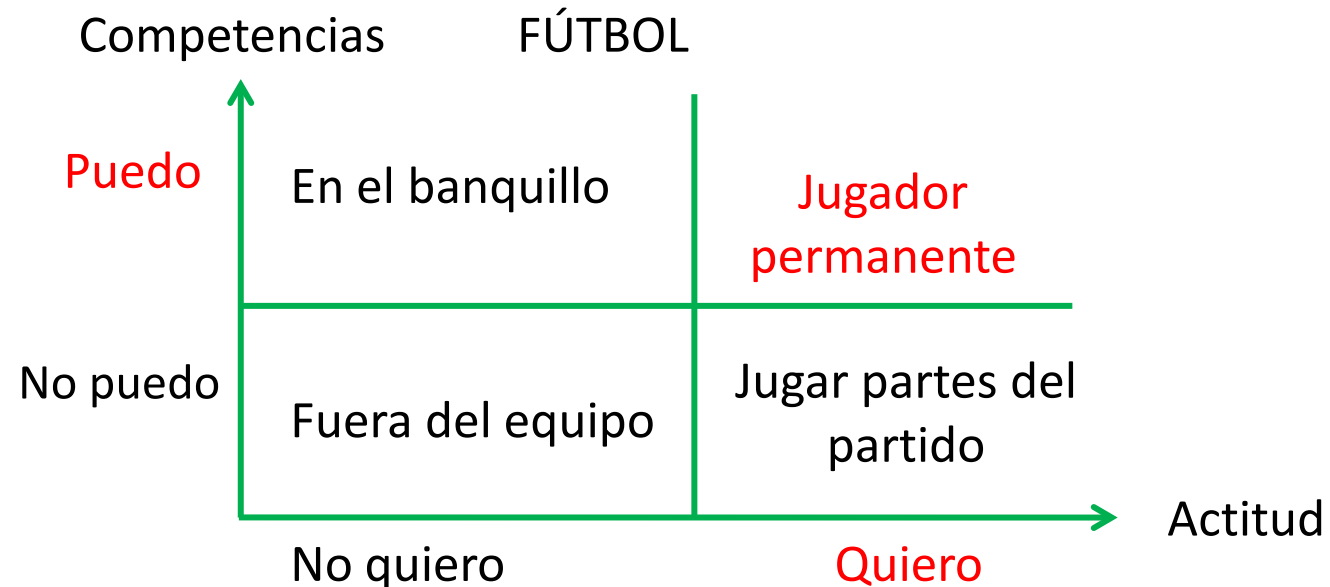 Competencias
FÚTBOL
Puedo
En el banquillo
Jugador
permanente
No puedo
Fuera del equipo
Jugar partes del
partido
Actitud
No quiero
Quiero